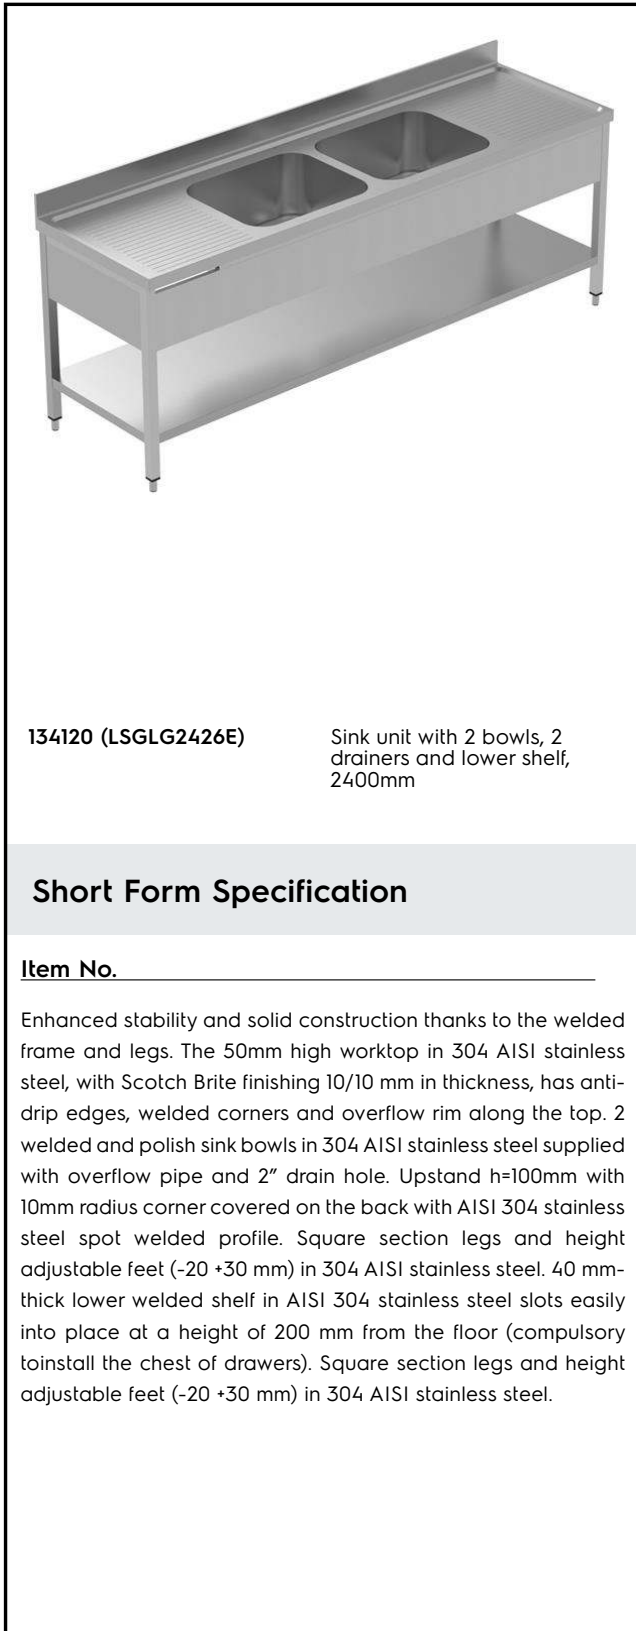 134120 (LSGLG2426E)
Sink unit with 2 bowls, 2
drainers and lower shelf,
2400mm
Short Form Specification
Item No.
Enhanced stability and solid construction thanks to the welded
frame and legs. The 50mm high worktop in 304 AISI stainless
steel, with Scotch Brite finishing 10/10 mm in thickness, has anti-
drip edges, welded corners and overflow rim along the top. 2
welded and polish sink bowls in 304 AISI stainless steel supplied
with overflow pipe and 2” drain hole. Upstand h=100mm with
10mm radius corner covered on the back with AISI 304 stainless
steel spot welded profile. Square section legs and height
adjustable feet (-20 +30 mm) in 304 AISI stainless steel. 40 mm-
thick lower welded shelf in AISI 304 stainless steel slots easily
into place at a height of 200 mm from the floor (compulsory
toinstall the chest of drawers). Square section legs and height
adjustable feet (-20 +30 mm) in 304 AISI stainless steel.